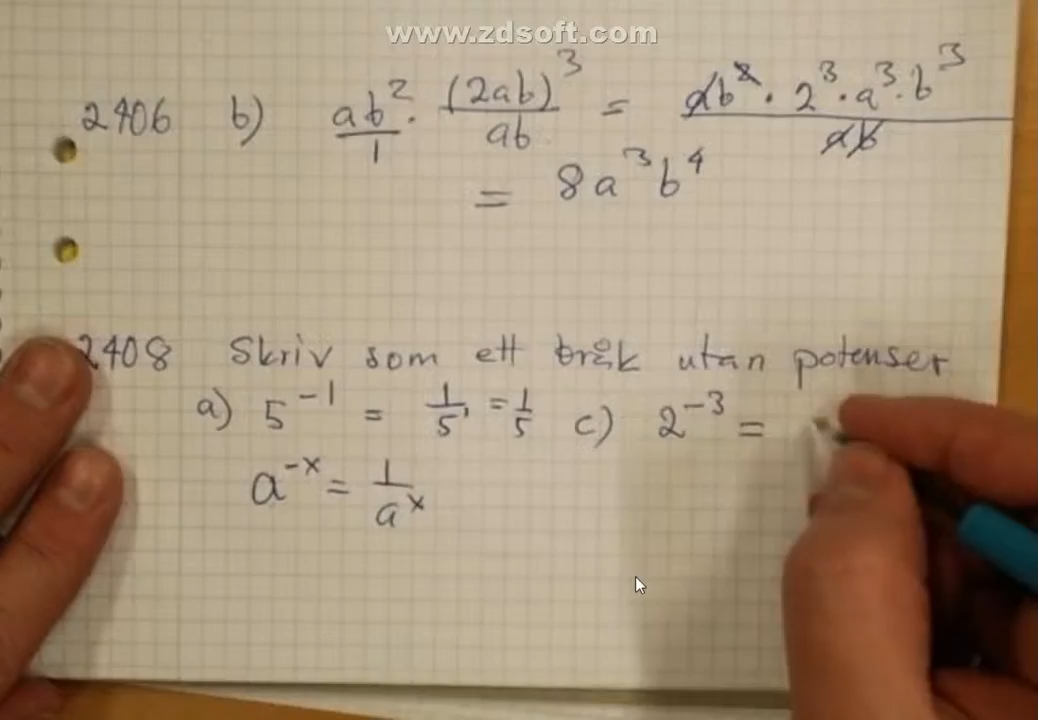 www.zdsoft.com
2406 b) ab²/1 · (2ab)³/ab = ab² · 2³ · a³ · b³/ab
= 8a³b⁴
2408 Skriv som ett bråk utan potenser
a) 5⁻¹ = 1/5¹ = 1/5 c) 2⁻³ =
a⁻ˣ = 1/aˣ